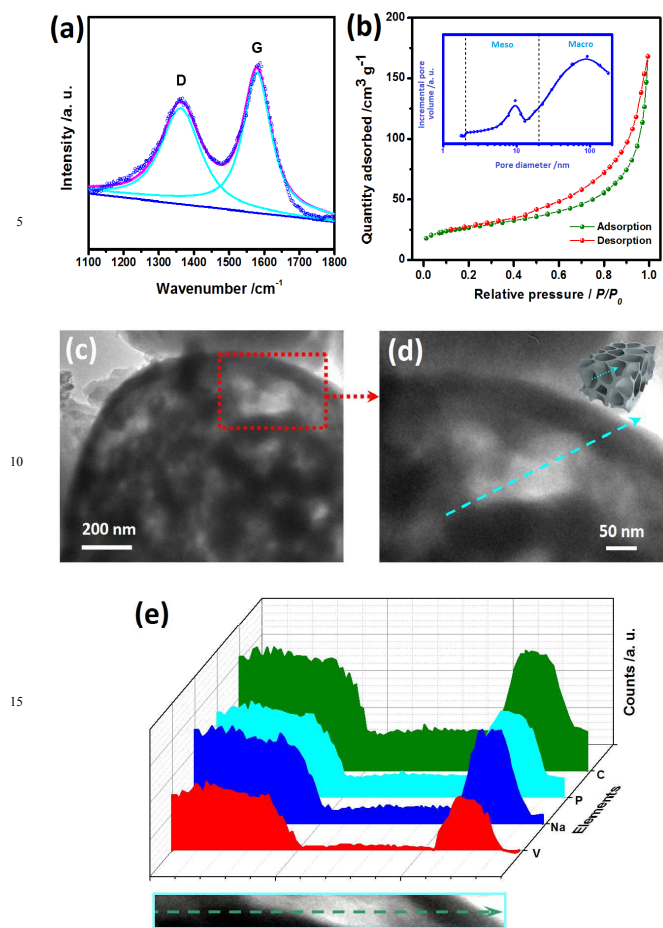 (a)
D
G
Intensity /a. u.
1100 1200 1300 1400 1500 1600 1700 1800
Wavenumber /cm-1
(b)
200
150
100
50
0
Quantity adsorbed /cm3 g-1
Meso
Macro
Incremental pore
volume /a. u.
1 10 100
Pore diameter /nm
Adsorption
Desorption
0.0 0.2 0.4 0.6 0.8 1.0
Relative pressure / P/P0
5
(c)
200 nm
(d)
50 nm
10
(e)
Counts /a. u.
C
P
Na
V
Elements
15